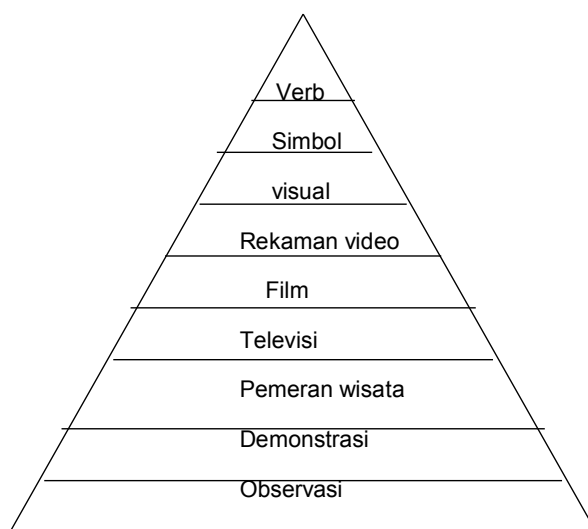 Verb
Simbol
visual
Rekaman video
Film
Televisi
Pemeran wisata
Demonstrasi
Observasi